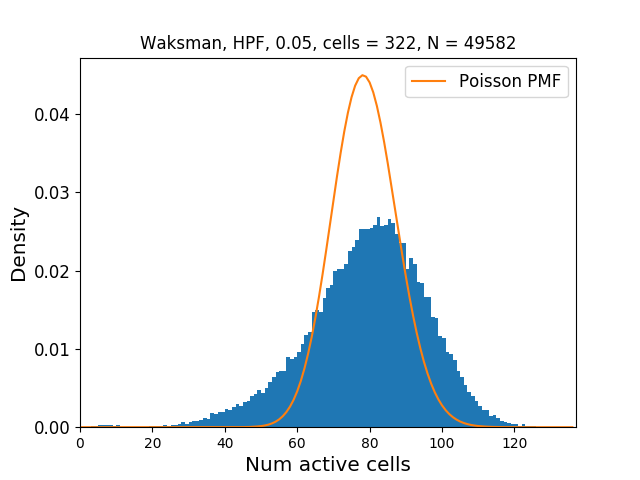 Waksman, HPF, 0.05, cells = 322, N = 49582
Poisson PMF
0.04
0.03
0.02
0.01
0.00
Density
0 20 40 60 80 100 120
Num active cells